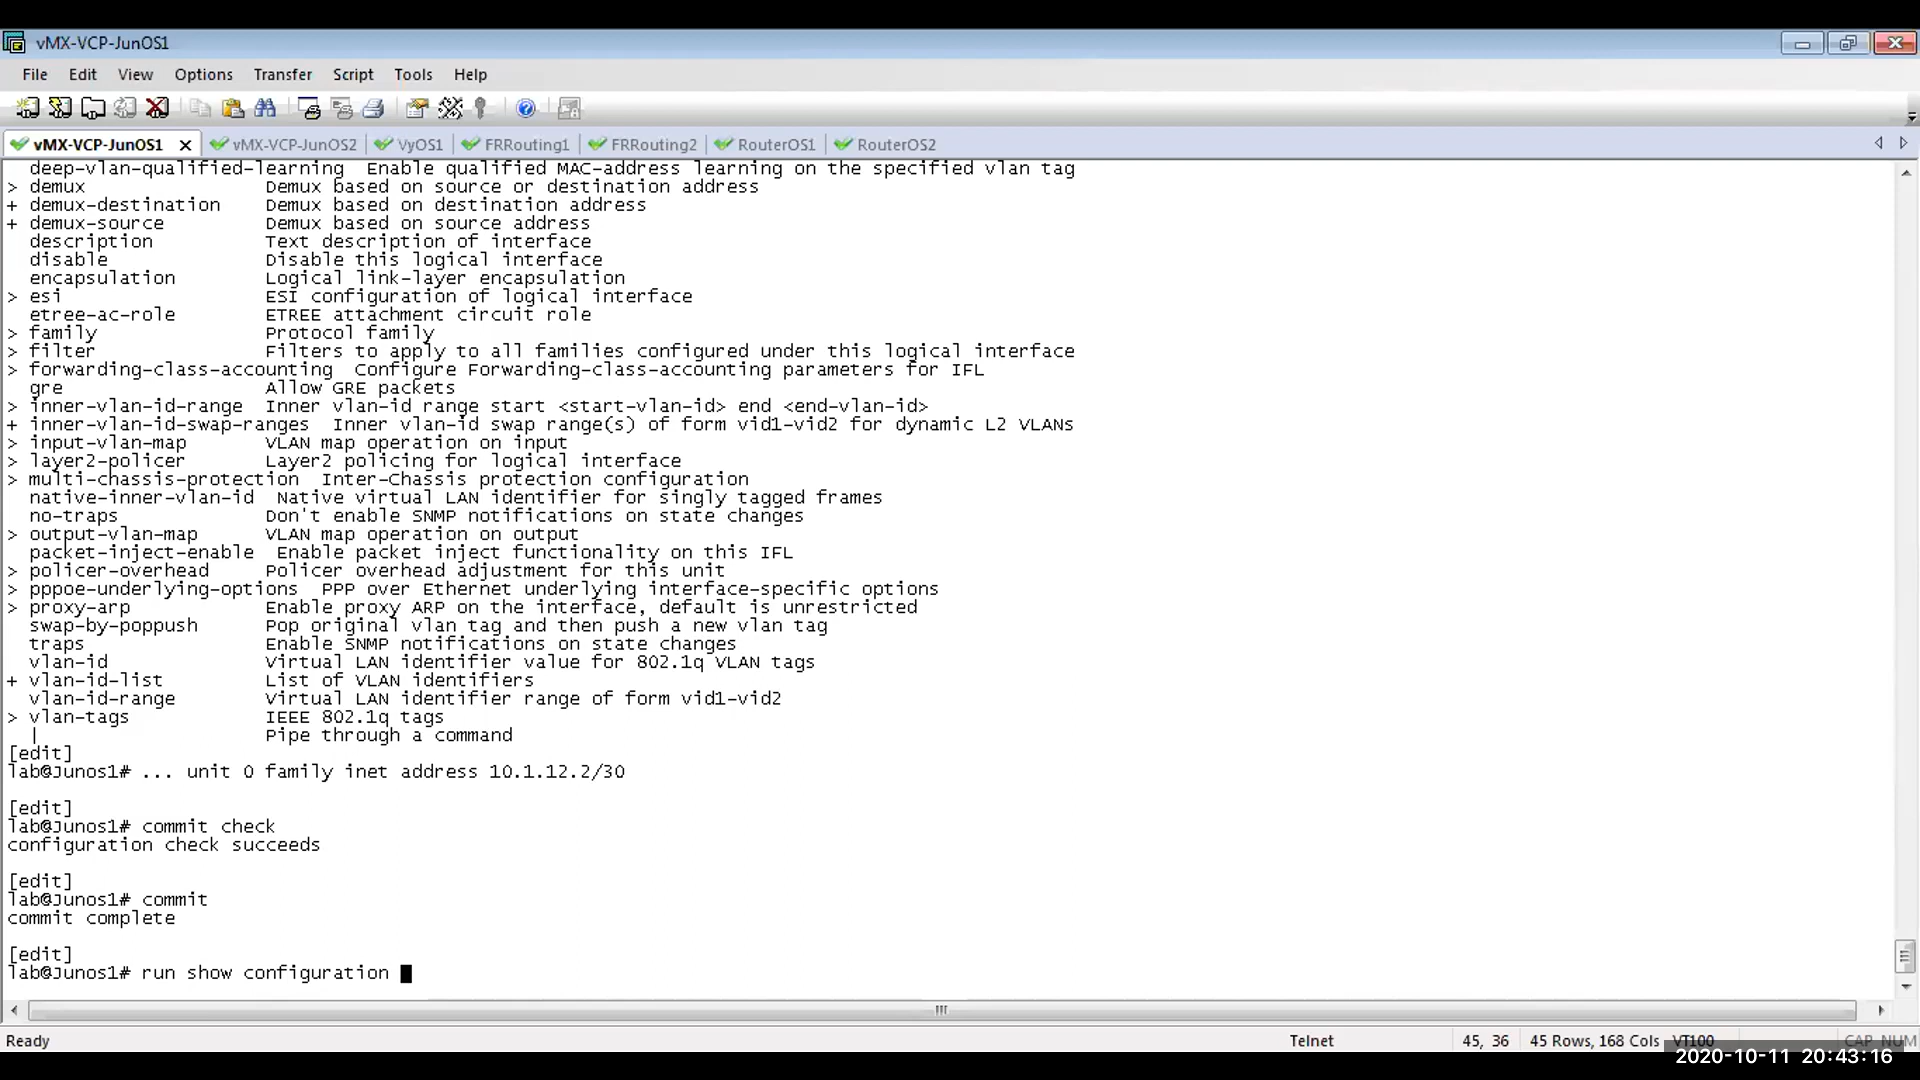 vMX-VCP-JunOS1
File Edit View Options Transfer Script Tools Help
vMX-VCP-JunOS1 vMX-VCP-JunOS2 VyOS1 FRRouting1 FRRouting2 RouterOS1 RouterOS2
deep-vlan-qualified-learning  Enable qualified MAC-address learning on the specified vlan tag
> demux                Demux based on source or destination address
+ demux-destination    Demux based on destination address
+ demux-source         Demux based on source address
description          Text description of interface
disable              Disable this logical interface
encapsulation        Logical link-layer encapsulation
> esi                  ESI configuration of logical interface
etree-ac-role        ETREE attachment circuit role
> family               Protocol family
> filter               Filters to apply to all families configured under this logical interface
> forwarding-class-accounting  Configure Forwarding-class-accounting parameters for IFL
gre                  Allow GRE packets
> inner-vlan-id-range  Inner vlan-id range start <start-vlan-id> end <end-vlan-id>
+ inner-vlan-id-swap-ranges  Inner vlan-id swap range(s) of form vid1-vid2 for dynamic L2 VLANs
> input-vlan-map       VLAN map operation on input
> layer2-policer       Layer2 policing for logical interface
> multi-chassis-protection  Inter-Chassis protection configuration
native-inner-vlan-id  Native virtual LAN identifier for singly tagged frames
no-traps             Don't enable SNMP notifications on state changes
> output-vlan-map      VLAN map operation on output
packet-inject-enable  Enable packet inject functionality on this IFL
> policer-overhead     Policer overhead adjustment for this unit
> pppoe-underlying-options  PPP over Ethernet underlying interface-specific options
> proxy-arp            Enable proxy ARP on the interface, default is unrestricted
swap-by-poppush      Pop original vlan tag and then push a new vlan tag
traps                Enable SNMP notifications on state changes
vlan-id              Virtual LAN identifier value for 802.1q VLAN tags
+ vlan-id-list         List of VLAN identifiers
vlan-id-range        Virtual LAN identifier range of form vid1-vid2
> vlan-tags            IEEE 802.1q tags
|                    Pipe through a command
[edit]
lab@Junos1# ... unit 0 family inet address 10.1.12.2/30
[edit]
lab@Junos1# commit check
configuration check succeeds
[edit]
lab@Junos1# commit
commit complete
[edit]
lab@Junos1# run show configuration
Ready Telnet 45, 36 45 Rows, 168 Cols VT100 CAP NUM
2020-10-11 20:43:16